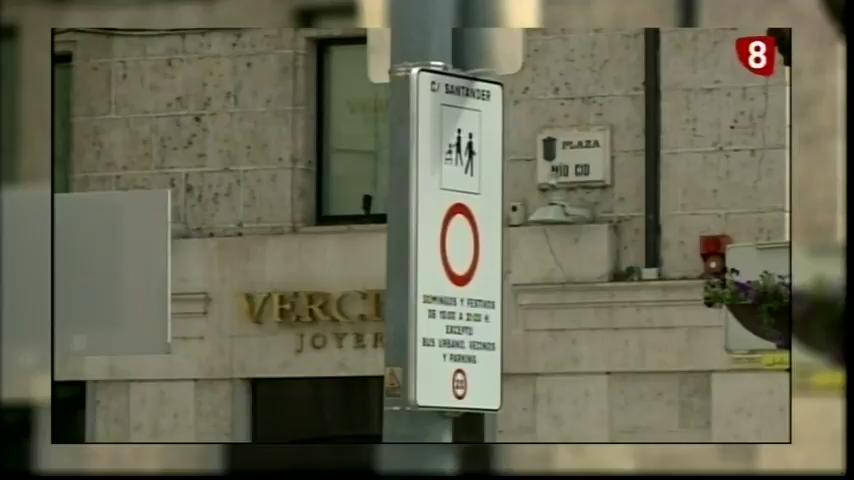 8
C/ SANTANDER
PLAZA
MIO CID
VERCI
JOYER
DOMINGOS Y FESTIVOS
DE 10:00 A 21:00 H.
EXCEPTO
BUS URBANO, VECINOS
Y PARKING
20